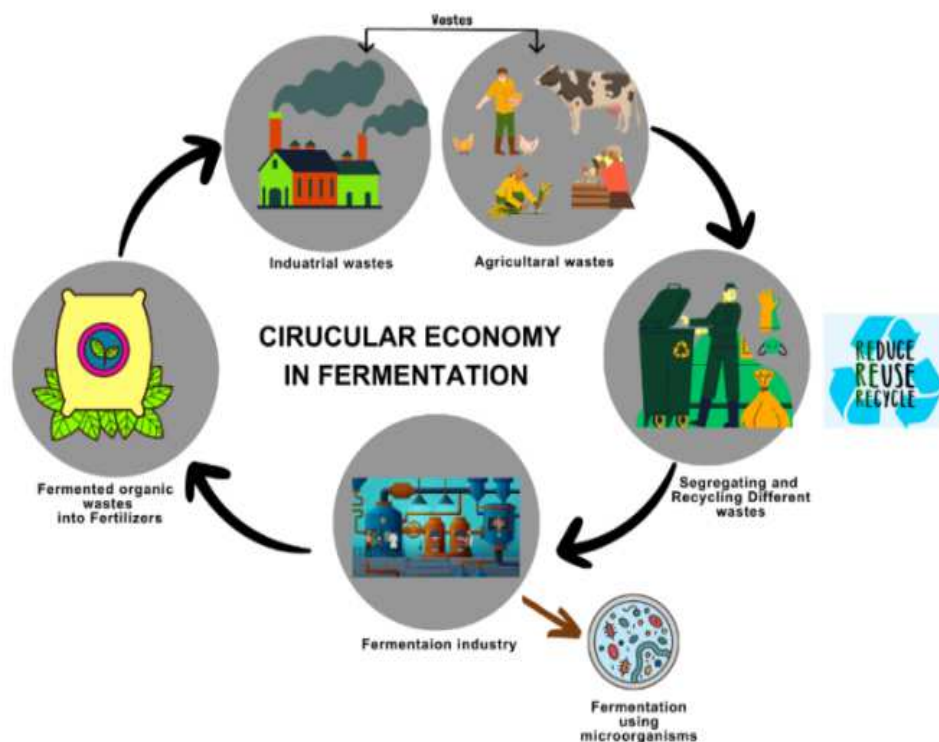 Wastes
Induatrial wastes
Agricultaral wastes
CIRUCULAR ECONOMY
IN FERMENTATION
REDUCE
REUSE
RECYCLE
Segregating and
Recycling Different
wastes
Fermented organic
wastes
into Fertilizers
Fermentaion industry
Fermentation
using
microorganisms